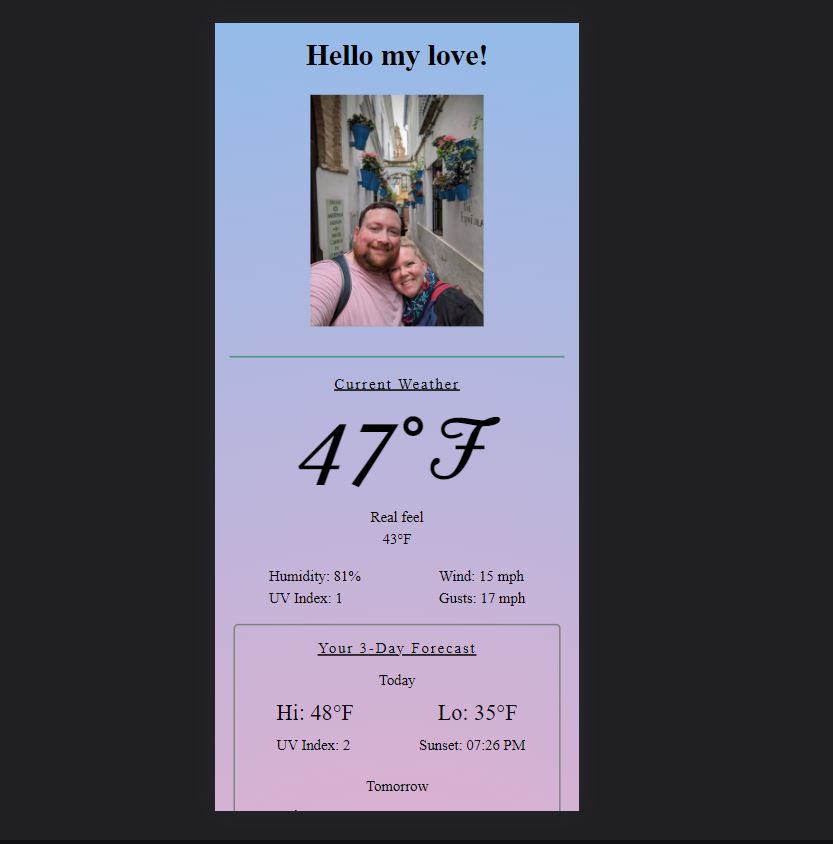 Hello my love!
Current Weather
47°F
Real feel
43°F
Humidity: 81% Wind: 15 mph
UV Index: 1 Gusts: 17 mph
Your 3-Day Forecast
Today
Hi: 48°F Lo: 35°F
UV Index: 2 Sunset: 07:26 PM
Tomorrow